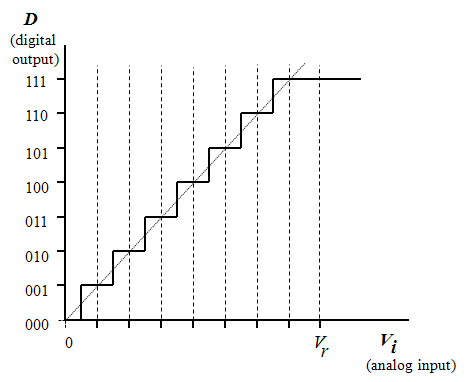 D
(digital
output)
111
110
101
100
011
010
001
000
0
Vr
Vi
(analog input)